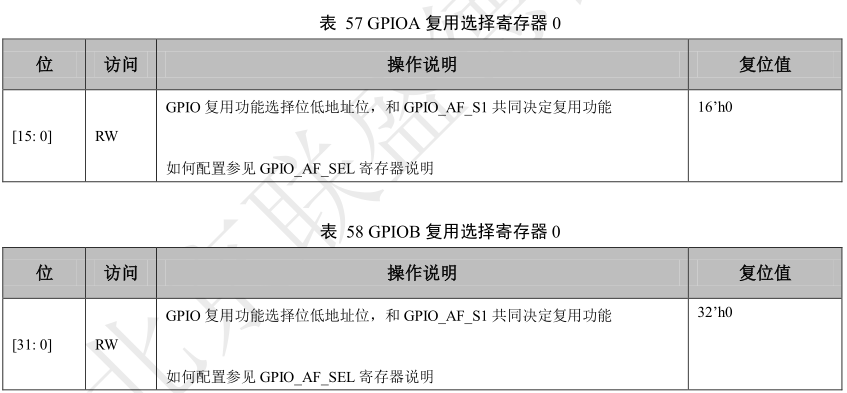 表 57 GPIOA 复用选择寄存器 0
位 访问 操作说明 复位值
[15: 0] RW GPIO 复用功能选择位低地址位，和 GPIO_AF_S1 共同决定复用功能 16’h0
如何配置参见 GPIO_AF_SEL 寄存器说明
表 58 GPIOB 复用选择寄存器 0
位 访问 操作说明 复位值
[31: 0] RW GPIO 复用功能选择位低地址位，和 GPIO_AF_S1 共同决定复用功能 32’h0
如何配置参见 GPIO_AF_SEL 寄存器说明
北京联盛